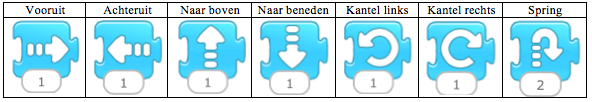 Vooruit Achteruit Naar boven Naar beneden Kantel links Kantel rechts Spring
1 1 1 1 1 1 2